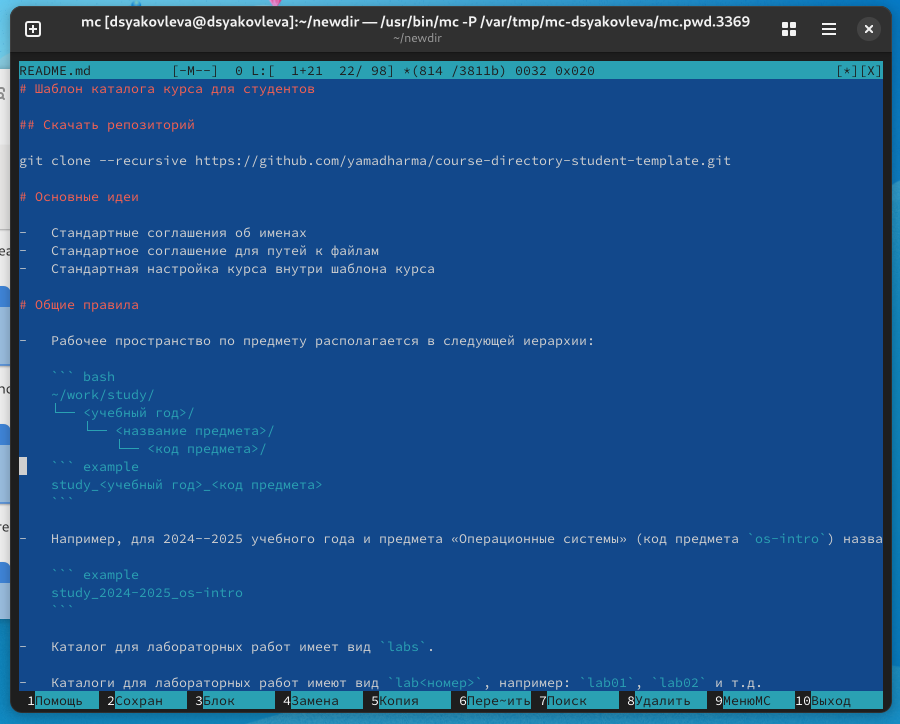 mc [dsyakovleva@dsyakovleva]:~/newdir — /usr/bin/mc -P /var/tmp/mc-dsyakovleva/mc.pwd.3369
~/newdir
README.md [-M--] 0 L:[ 1+21 22/ 98] *(814 /3811b) 0032 0x020 [*][X]
# Шаблон каталога курса для студентов
## Скачать репозиторий
git clone --recursive https://github.com/yamadharma/course-directory-student-template.git
# Основные идеи
- Стандартные соглашения об именах
- Стандартное соглашение для путей к файлам
- Стандартная настройка курса внутри шаблона курса
# Общие правила
- Рабочее пространство по предмету располагается в следующей иерархии:
``` bash
~/work/study/
└── <учебный год>/
└── <название предмета>/
└── <код предмета>/
``` example
study_<учебный год>_<код предмета>
```
- Например, для 2024--2025 учебного года и предмета «Операционные системы» (код предмета `os-intro`) назва
``` example
study_2024-2025_os-intro
```
- Каталог для лабораторных работ имеет вид `labs`.
- Каталоги для лабораторных работ имеют вид `lab<номер>`, например: `lab01`, `lab02` и т.д.
1Помощь 2Сохран 3Блок 4Замена 5Копия 6Пере~ить 7Поиск 8Удалить 9МенюMC 10Выход